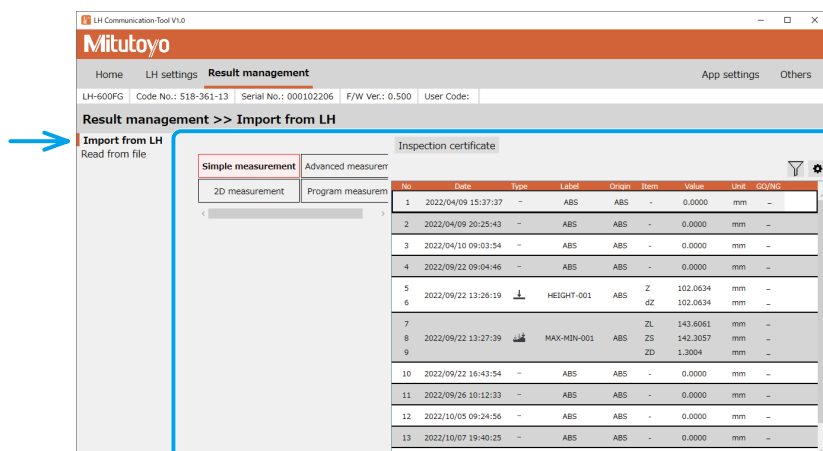 LH Communication-Tool V1.0
Mitutoyo
Home LH settings Result management App settings Others
LH-600FG Code No.: 518-361-13 Serial No.: 000102206 F/W Ver.: 0.500 User Code:
Result management >> Import from LH
Import from LH
Read from file
Simple measurement Advanced measurem
2D measurement Program measurem
Inspection certificate
No Date Type Label Origin Item Value Unit GO/NG
1 2022/04/09 15:37:37 - ABS ABS - 0.0000 mm -
2 2022/04/09 20:25:43 - ABS ABS - 0.0000 mm -
3 2022/04/10 09:03:54 - ABS ABS - 0.0000 mm -
4 2022/09/22 09:04:46 - ABS ABS - 0.0000 mm -
5 Z 102.0634 mm -
2022/09/22 13:26:19 HEIGHT-001 ABS
6 dZ 102.0634 mm -
7 ZL 143.6061 mm -
8 2022/09/22 13:27:39 MAX-MIN-001 ABS ZS 142.3057 mm -
9 ZD 1.3004 mm -
10 2022/09/22 16:43:54 - ABS ABS - 0.0000 mm -
11 2022/09/26 10:12:33 - ABS ABS - 0.0000 mm -
12 2022/10/05 09:24:56 - ABS ABS - 0.0000 mm -
13 2022/10/07 19:40:25 - ABS ABS - 0.0000 mm -